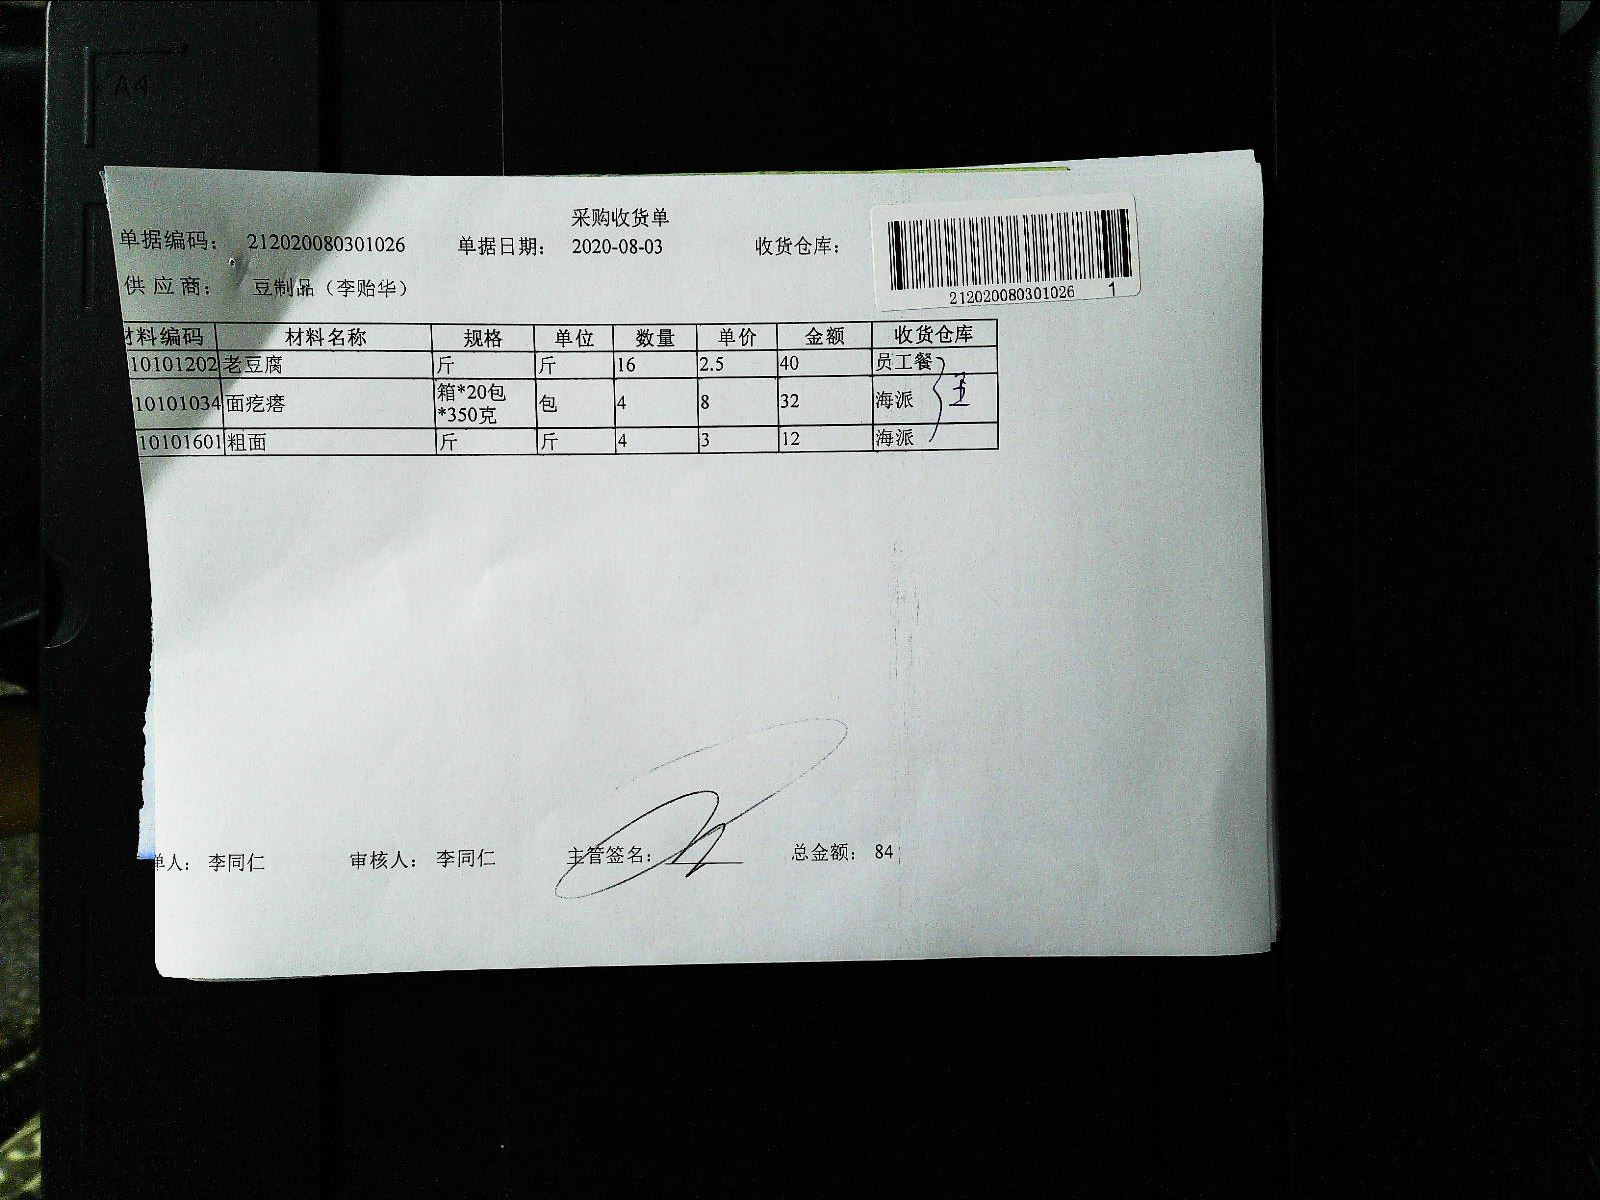 A4
采购收货单
单据编码： 212020080301026 单据日期： 2020-08-03 收货仓库：
212020080301026 1
供应商： 豆制品（李贻华）
材料编码 材料名称 规格 单位 数量 单价 金额 收货仓库
10101202 老豆腐 斤 斤 16 2.5 40 员工餐
10101034 面疙瘩 箱*20包*350克 包 4 8 32 海派
10101601 粗面 斤 斤 4 3 12 海派
单人： 李同仁 审核人： 李同仁 主管签名： 总金额： 84